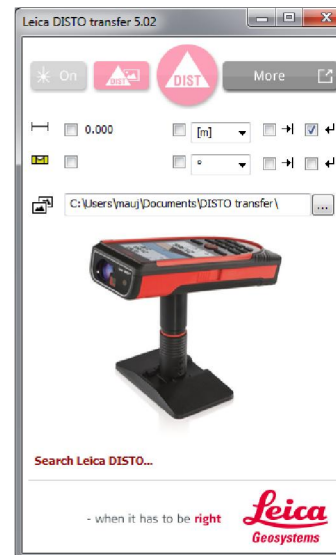 Leica DISTO transfer 5.02
On DIST More
0.000 [m]
°
C:\Users\mauj\Documents\DISTO transfer\ ...
Search Leica DISTO...
- when it has to be right
Leica
Geosystems